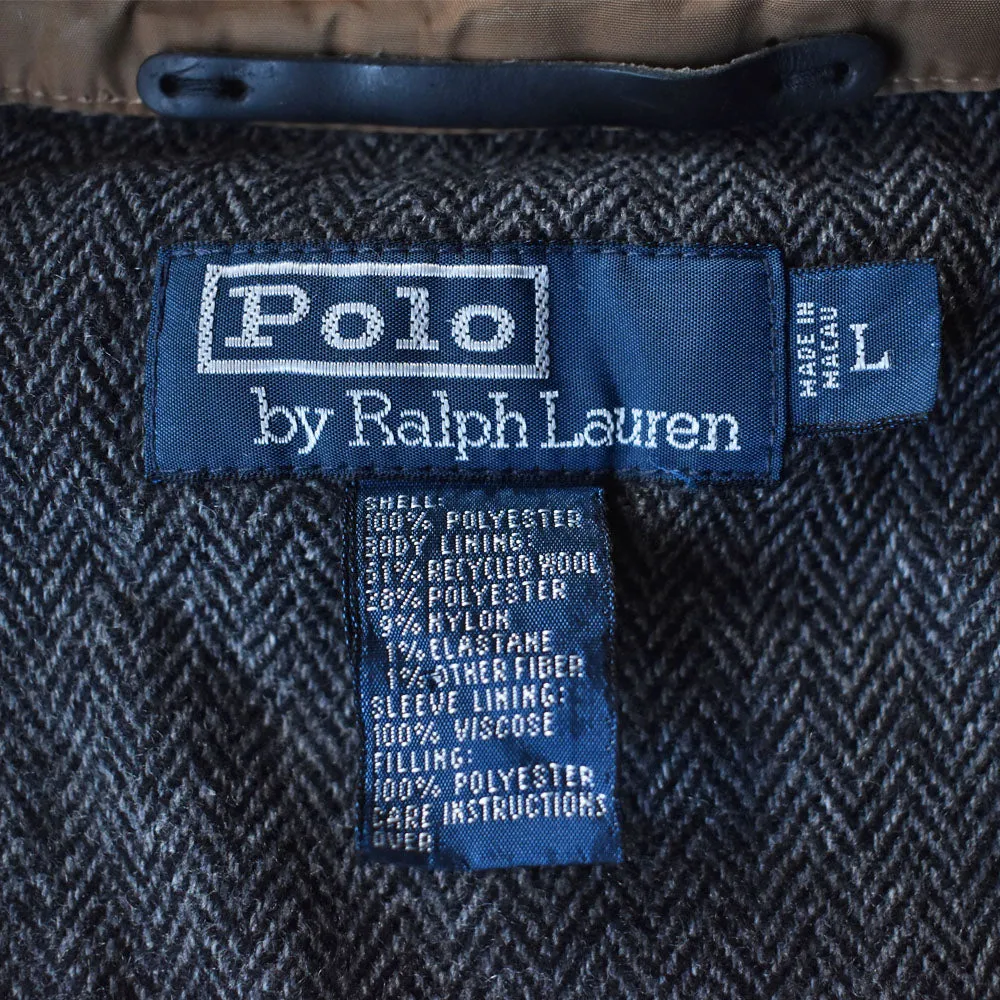 Polo
by Ralph Lauren
MADE IN
MACAU
L
SHELL:
100% POLYESTER
BODY LINING:
51% RECYCLED WOOL
38% POLYESTER
9% NYLON
1% ELASTANE
1% OTHER FIBER
SLEEVE LINING:
100% VISCOSE
FILLING:
100% POLYESTER
CARE INSTRUCTIONS
OVER